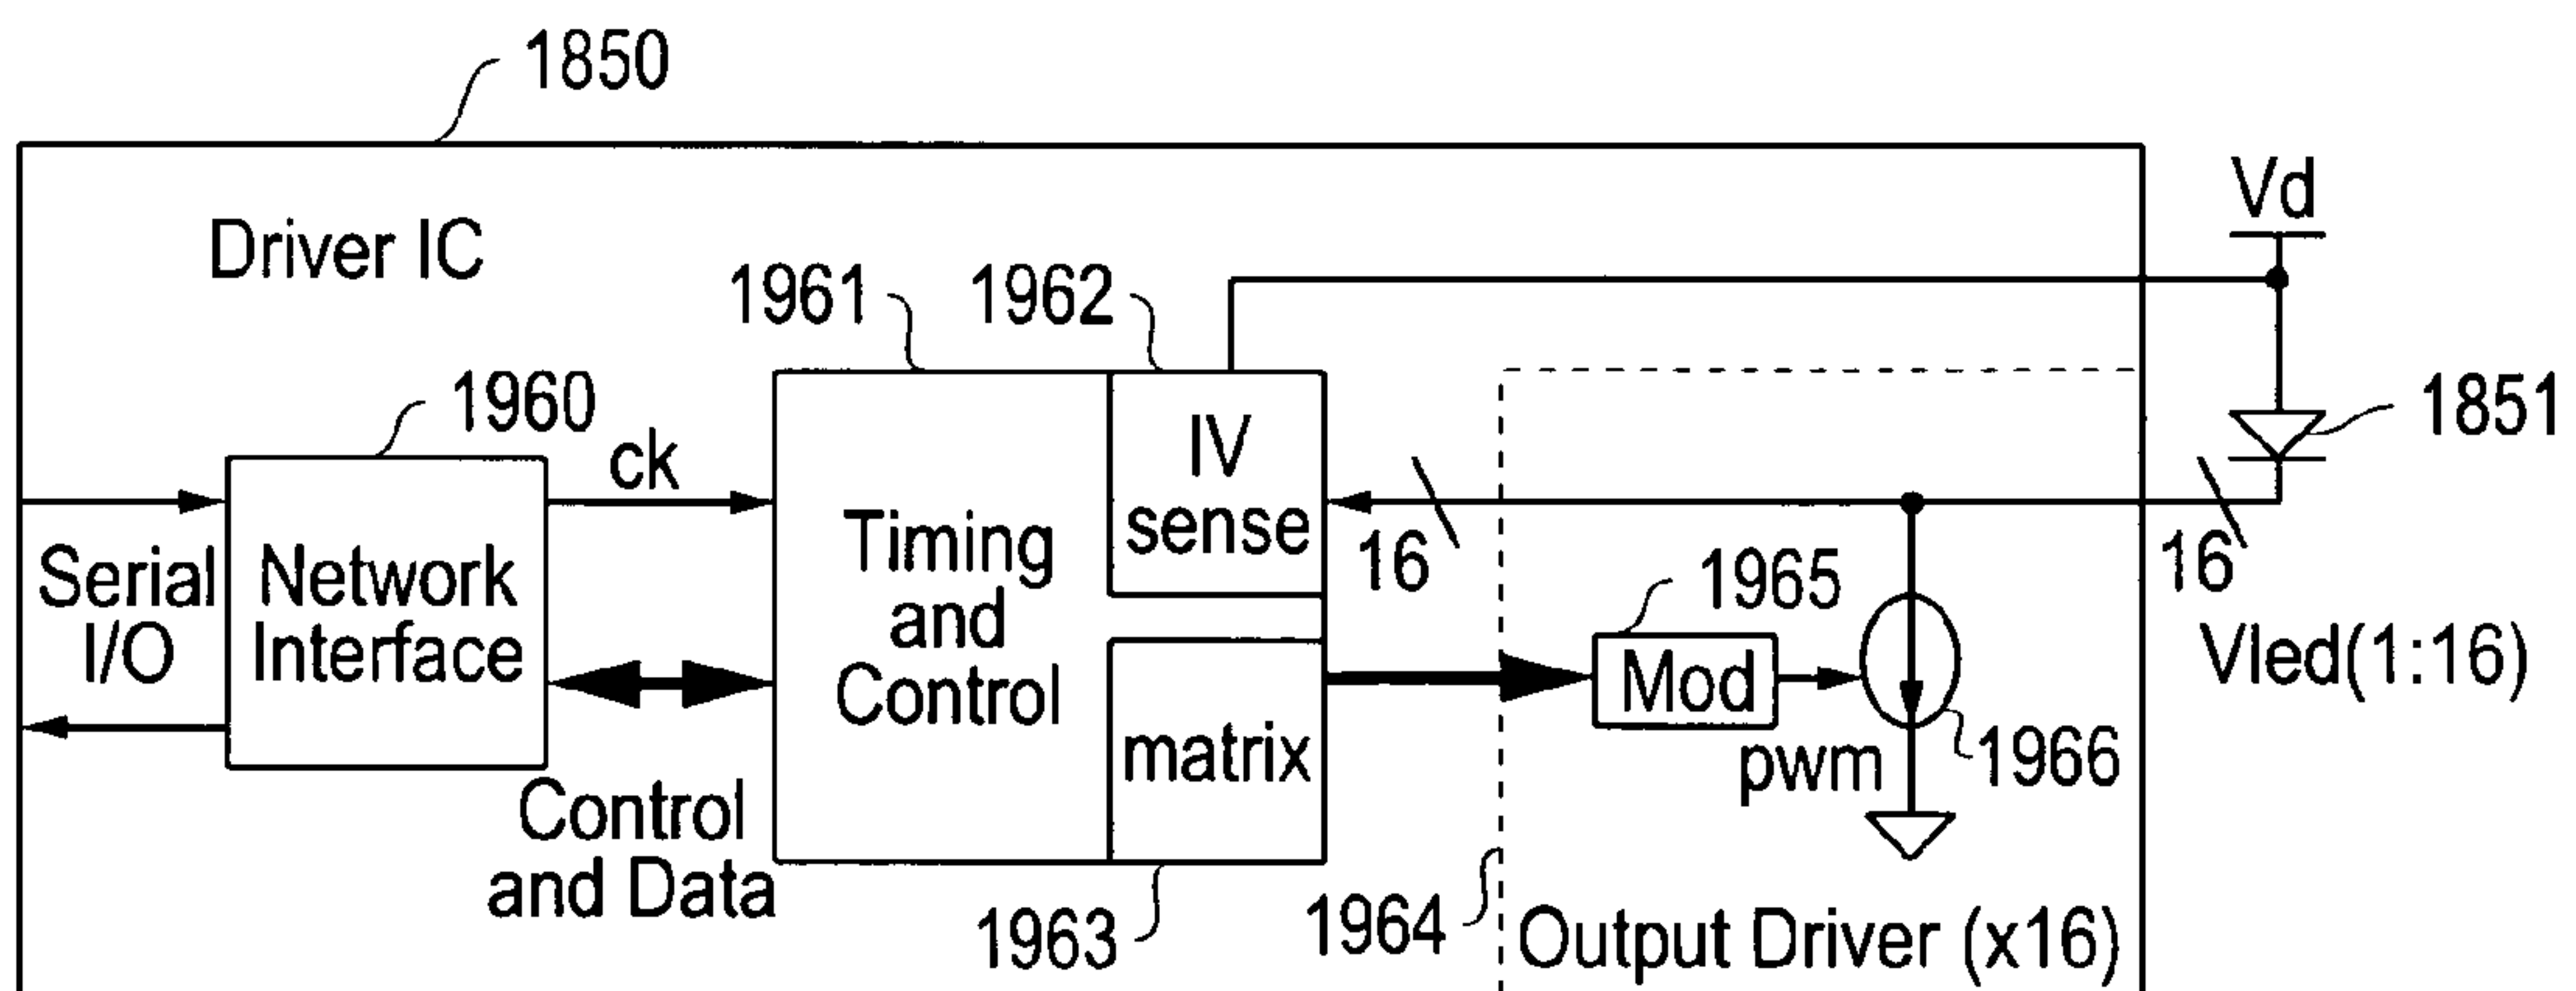 1850
Vd
Driver IC
1961
1962
1960
1851
ck
IV
sense
Serial
I/O
Network
Interface
Timing
and
Control
16
1965
16
Mod
Vled(1:16)
matrix
pwm
1966
Control
and Data
1963
1964
Output Driver (x16)